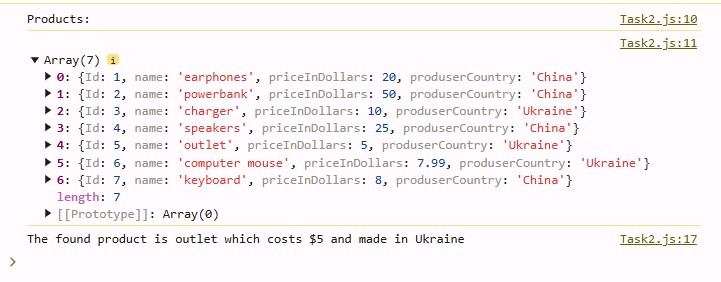 Products: Task2.js:10
Task2.js:11
Array(7) i
0: {Id: 1, name: 'earphones', priceInDollars: 20, produserCountry: 'China'}
1: {Id: 2, name: 'powerbank', priceInDollars: 50, produserCountry: 'China'}
2: {Id: 3, name: 'charger', priceInDollars: 10, produserCountry: 'Ukraine'}
3: {Id: 4, name: 'speakers', priceInDollars: 25, produserCountry: 'China'}
4: {Id: 5, name: 'outlet', priceInDollars: 5, produserCountry: 'Ukraine'}
5: {Id: 6, name: 'computer mouse', priceInDollars: 7.99, produserCountry: 'Ukraine'}
6: {Id: 7, name: 'keyboard', priceInDollars: 8, produserCountry: 'China'}
length: 7
[[Prototype]]: Array(0)
The found product is outlet which costs $5 and made in Ukraine Task2.js:17